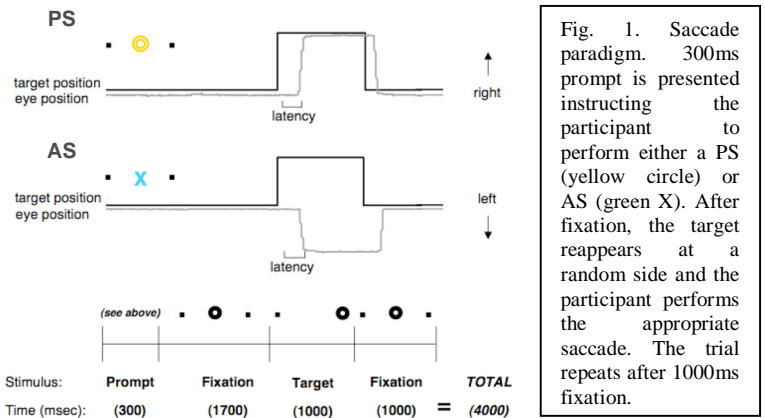 PS
target position
eye position
latency
right
AS
X
target position
eye position
latency
left
(see above)
Stimulus: Prompt Fixation Target Fixation TOTAL
Time (msec): (300) (1700) (1000) (1000) = (4000)
Fig. 1. Saccade
paradigm. 300ms
prompt is presented
instructing the
participant to
perform either a PS
(yellow circle) or
AS (green X). After
fixation, the target
reappears at a
random side and the
participant performs
the appropriate
saccade. The trial
repeats after 1000ms
fixation.